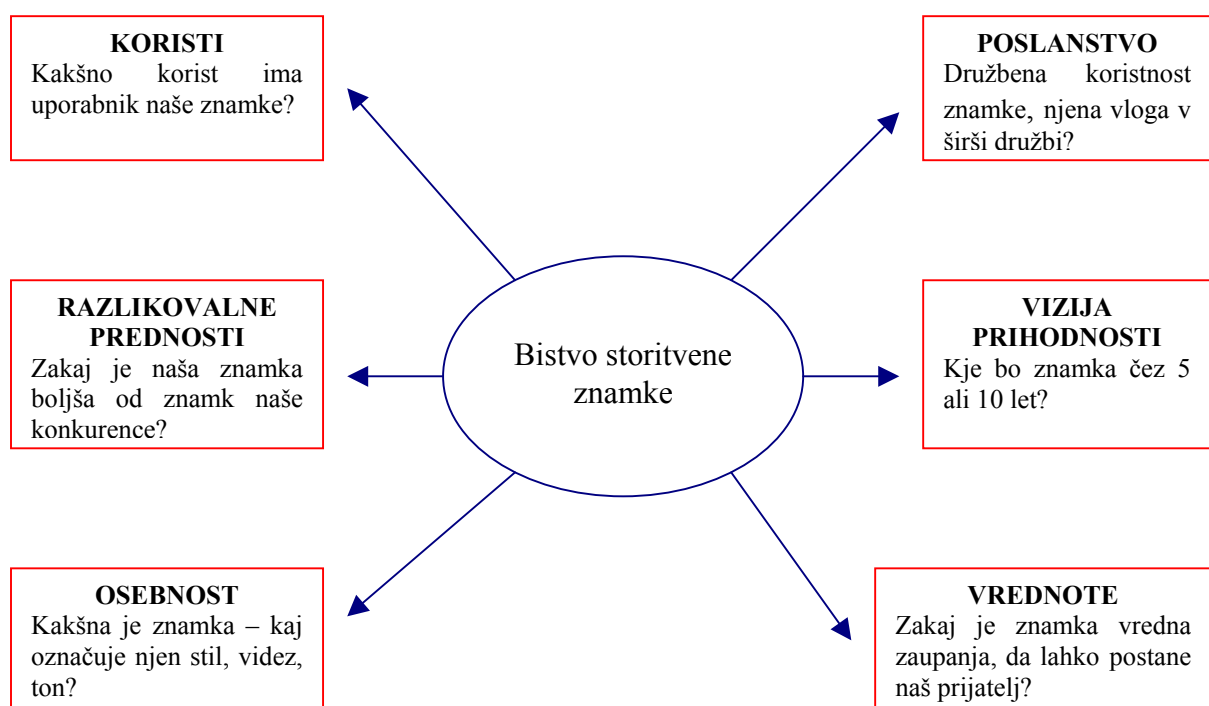 KORISTI
Kakšno korist ima
uporabnik naše znamke?
POSLANSTVO
Družbena koristnost
znamke, njena vloga v
širši družbi?
RAZLIKOVALNE
PREDNOSTI
Zakaj je naša znamka
boljša od znamk naše
konkurence?
Bistvo storitvene
znamke
VIZIJA
PRIHODNOSTI
Kje bo znamka čez 5
ali 10 let?
OSEBNOST
Kakšna je znamka – kaj
označuje njen stil, videz,
ton?
VREDNOTE
Zakaj je znamka vredna
zaupanja, da lahko postane
naš prijatelj?